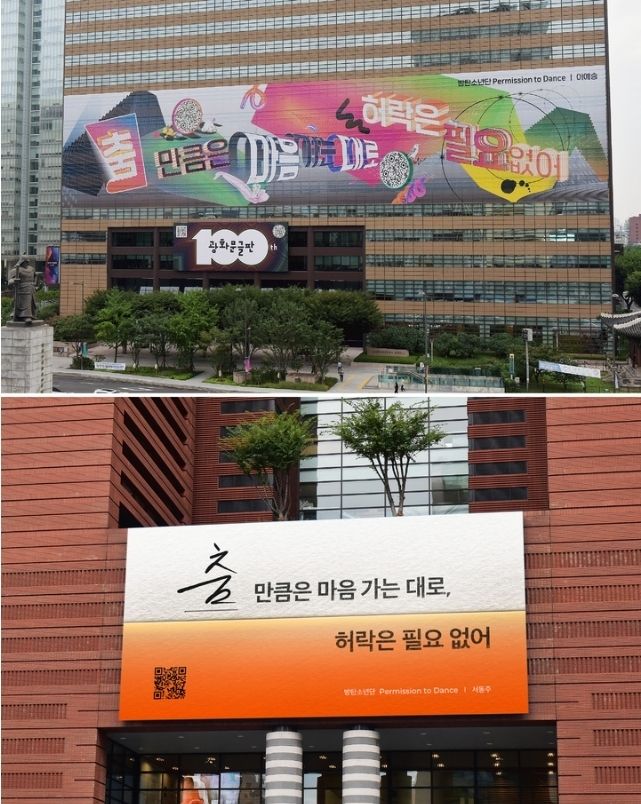 방탄소년단 Permission to Dance | 이예송
춤 만큼은 마음 가는 대로
허락은 필요 없어
광화문글판
100th
춤 만큼은 마음 가는 대로,
허락은 필요 없어
방탄소년단 Permission to Dance | 서동주